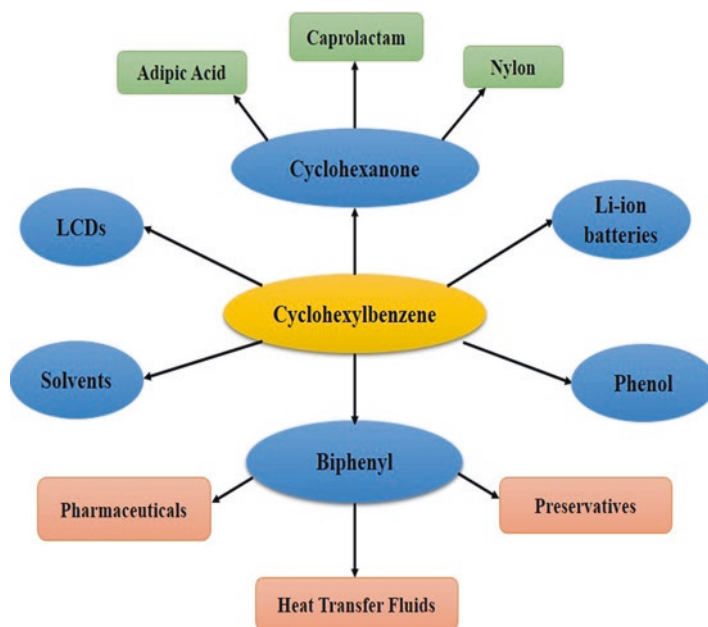 Caprolactam
Adipic Acid
Nylon
Cyclohexanone
LCDs
Li-ion
batteries
Cyclohexylbenzene
Solvents
Phenol
Biphenyl
Pharmaceuticals
Preservatives
Heat Transfer Fluids